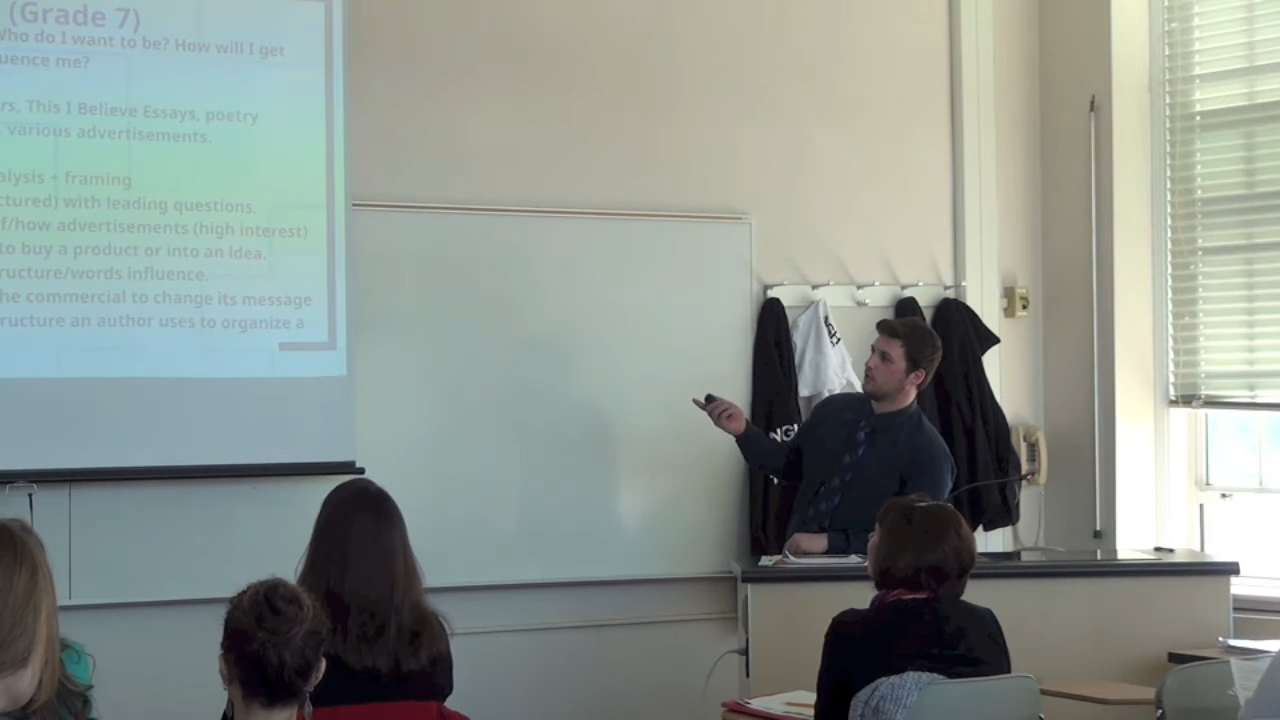 (Grade 7)
Who do I want to be? How will I get
uence me?
rs, This I Believe Essays, poetry
, various advertisements.
alysis + framing
ctured) with leading questions.
f/how advertisements (high interest)
to buy a product or into an idea.
ructure/words influence.
he commercial to change its message
ructure an author uses to organize a
NG